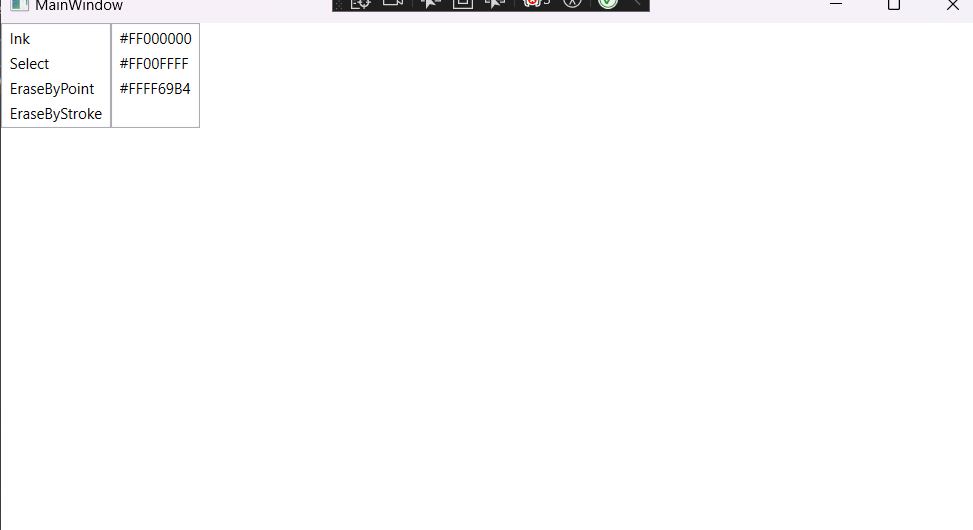 MainWindow
Ink
Select
EraseByPoint
EraseByStroke
#FF000000
#FF00FFFF
#FFFF69B4